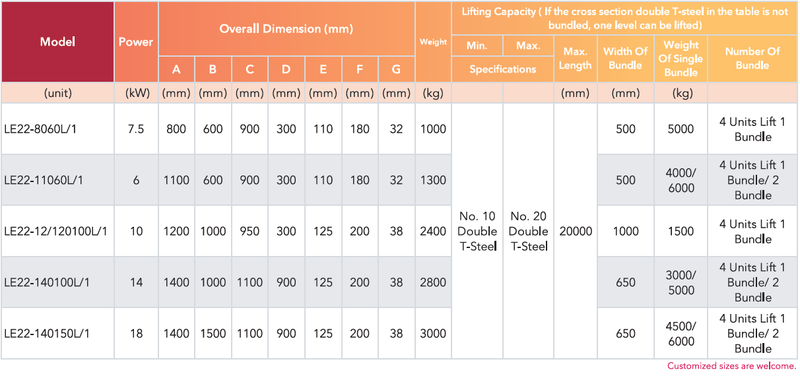 Model Power Overall Dimension (mm) Weight Lifting Capacity ( If the cross section double T-steel in the table is not
bundled, one level can be lifted)
Min. Max. Max.
Length Width Of
Bundle Weight
Of Single
Bundle Number Of
Bundle
A B C D E F G Specifications
(unit) (kW) (mm) (mm) (mm) (mm) (mm) (mm) (mm) (kg) (mm) (mm) (kg)
LE22-8060L/1 7.5 800 600 900 300 110 180 32 1000 500 5000 4 Units Lift 1
Bundle
LE22-11060L/1 6 1100 600 900 300 110 180 32 1300 500 4000/
6000 4 Units Lift 1
Bundle/ 2
Bundle
LE22-12/120100L/1 10 1200 1000 950 300 125 200 38 2400 No. 10
Double
T-Steel No. 20
Double
T-Steel 20000 1000 1500 4 Units Lift 1
Bundle
LE22-140100L/1 14 1400 1000 1100 900 125 200 38 2800 650 3000/
5000 4 Units Lift 1
Bundle/ 2
Bundle
LE22-140150L/1 18 1400 1500 1100 900 125 200 38 3000 650 4500/
6000 4 Units Lift 1
Bundle/ 2
Bundle
Customized sizes are welcome.